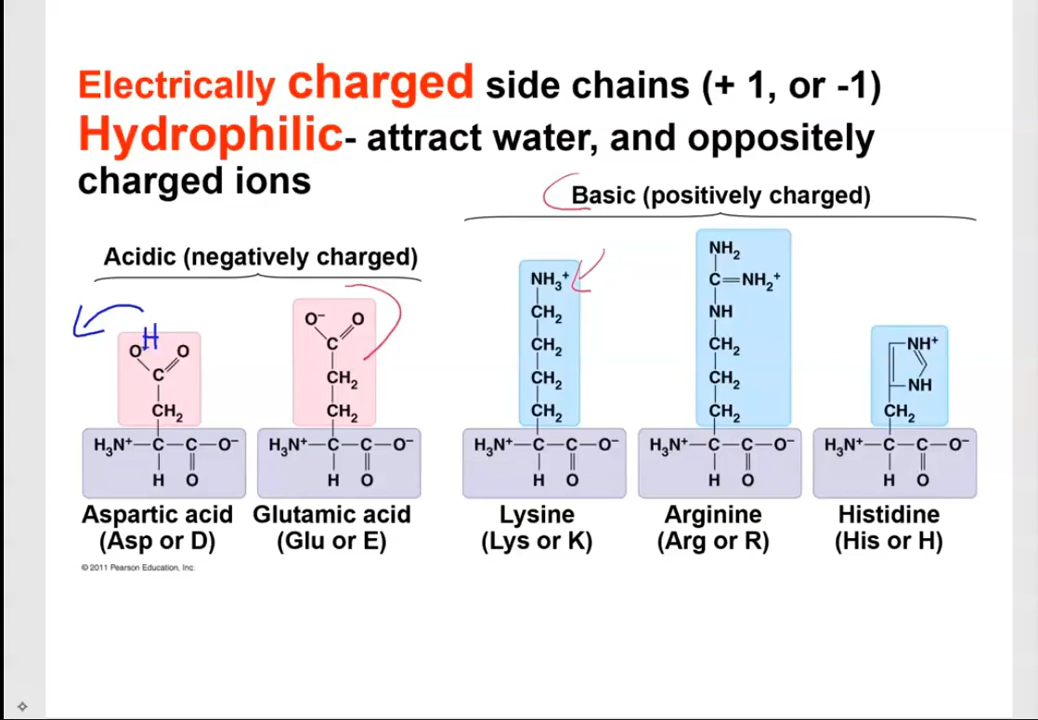 Electrically charged side chains (+ 1, or -1)
Hydrophilic- attract water, and oppositely
charged ions
Basic (positively charged)
Acidic (negatively charged)
H
O O
C
CH₂
H₃N⁺—C—C—O⁻
H O
Aspartic acid
(Asp or D)
O⁻ O
C
CH₂
CH₂
H₃N⁺—C—C—O⁻
H O
Glutamic acid
(Glu or E)
NH₃⁺
CH₂
CH₂
CH₂
CH₂
H₃N⁺—C—C—O⁻
H O
Lysine
(Lys or K)
NH₂
C=NH₂⁺
NH
CH₂
CH₂
CH₂
H₃N⁺—C—C—O⁻
H O
Arginine
(Arg or R)
NH⁺
NH
CH₂
H₃N⁺—C—C—O⁻
H O
Histidine
(His or H)
© 2011 Pearson Education, Inc